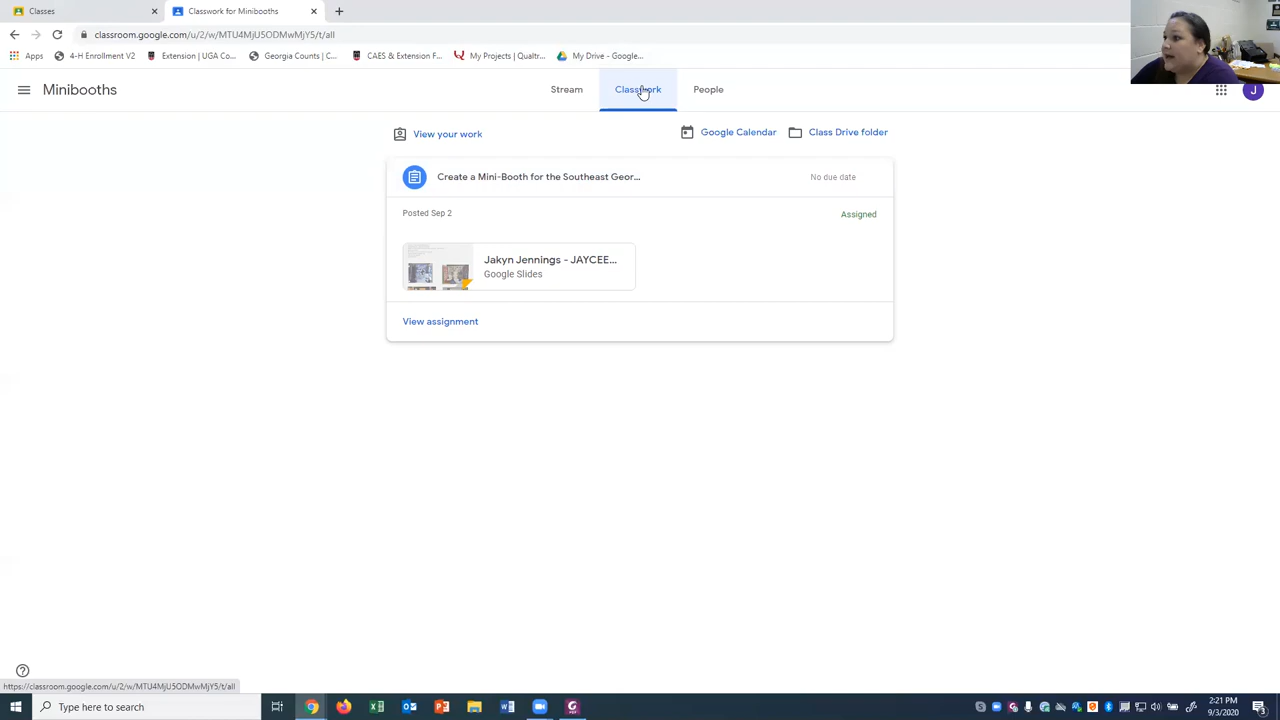 Classes
Classwork for Minibooths
classroom.google.com/u/2/w/MTU4MjU5ODMwMjY5/t/all
Apps
4-H Enrollment V2
Extension | UGA Co...
Georgia Counts | C...
CAES & Extension F...
My Projects | Qualtr...
My Drive - Google...
Minibooths
Stream
Classwork
People
J
View your work
Google Calendar
Class Drive folder
Create a Mini-Booth for the Southeast Geor...
No due date
Posted Sep 2
Assigned
Jakyn Jennings - JAYCEE...
Google Slides
View assignment
https://classroom.google.com/u/2/w/MTU4MjU5ODMwMjY5/t/all
Type here to search
2:21 PM
9/3/2020